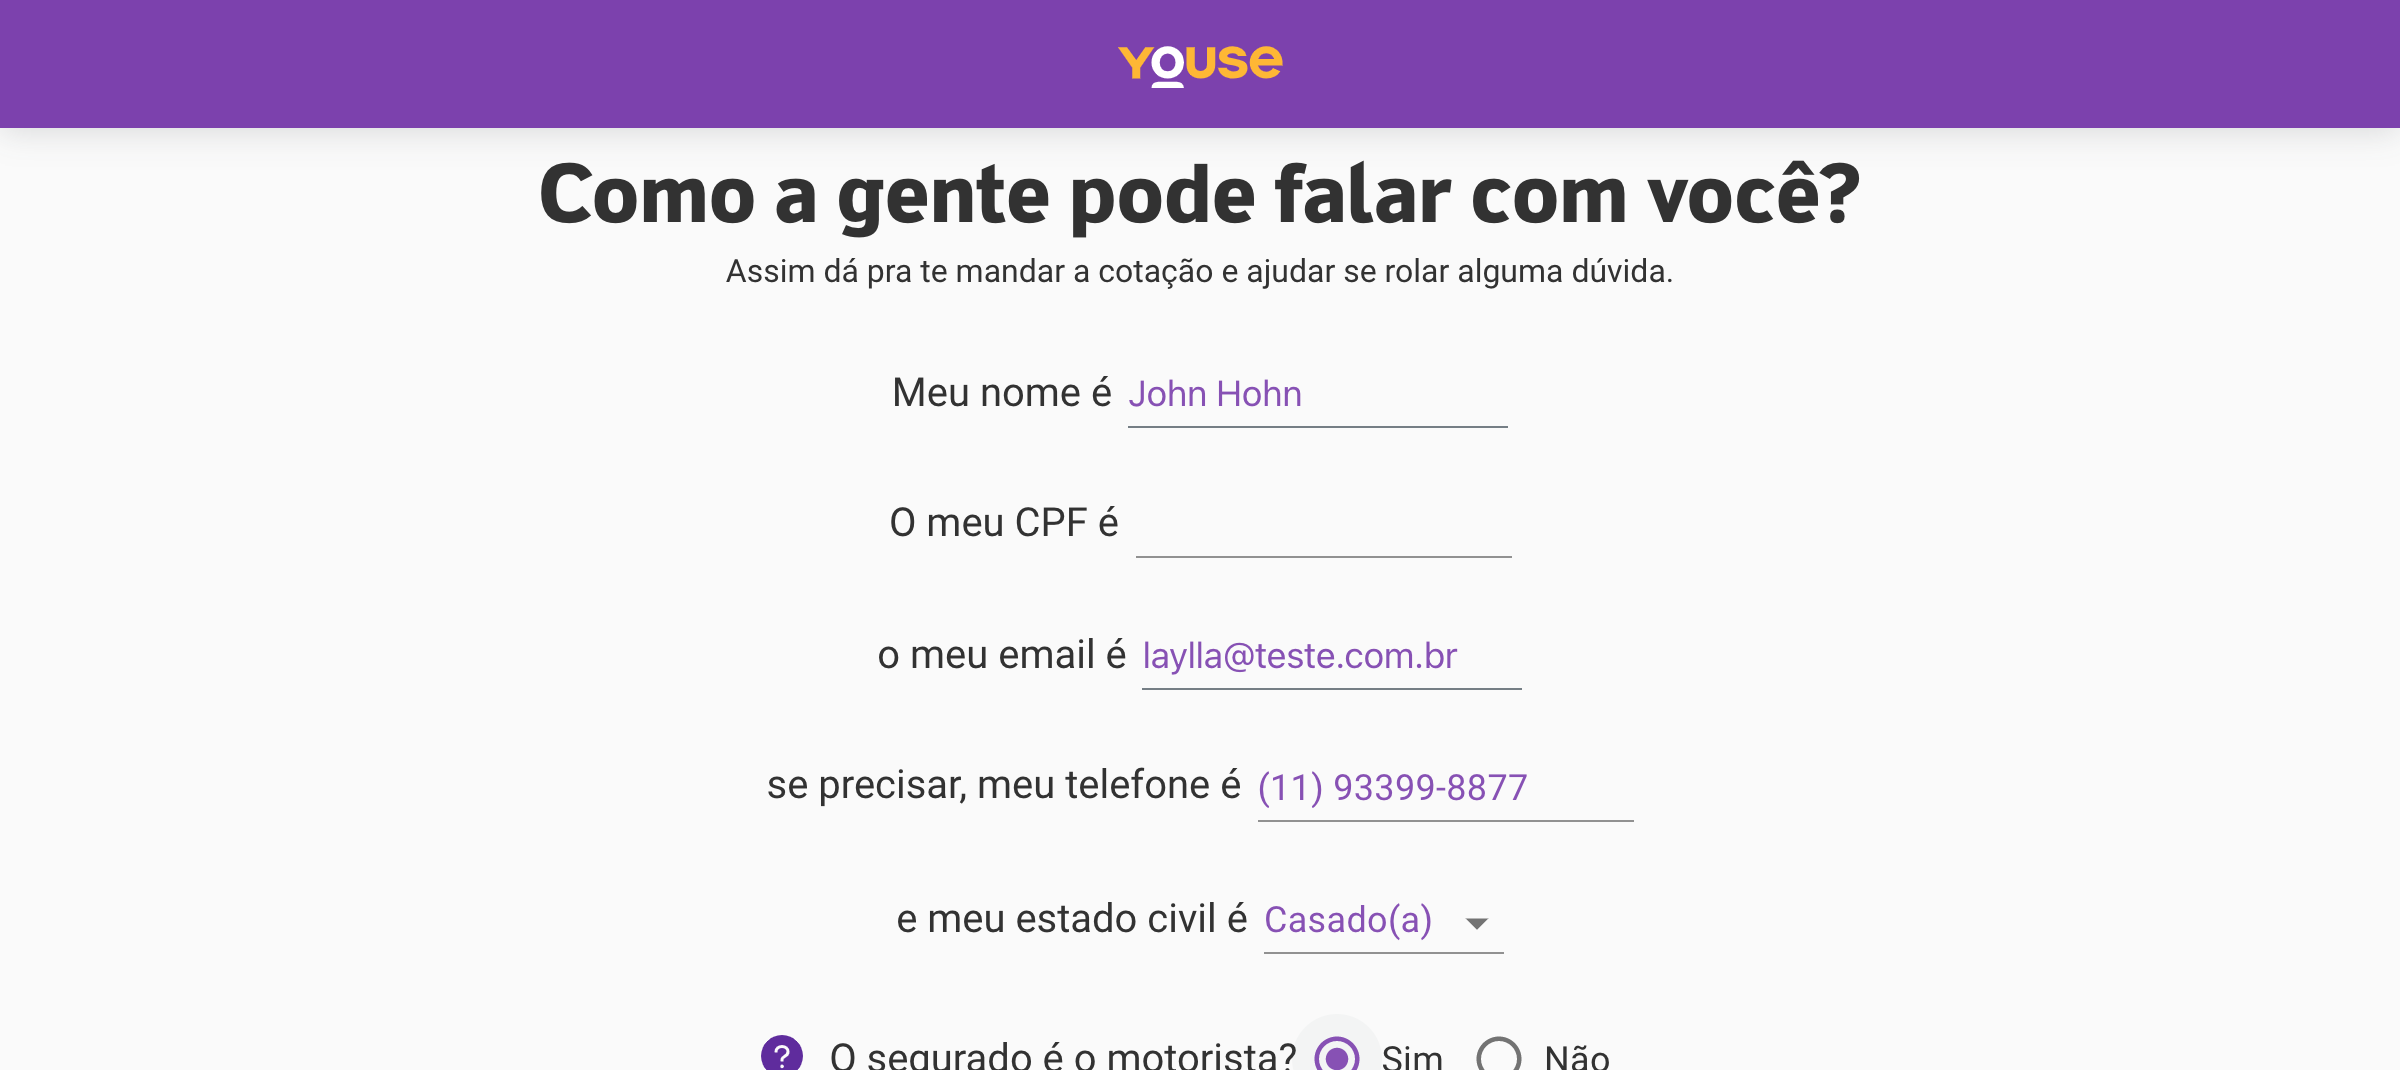 youse
Como a gente pode falar com você?
Assim dá pra te mandar a cotação e ajudar se rolar alguma dúvida.
Meu nome é John Hohn
O meu CPF é
o meu email é laylla@teste.com.br
se precisar, meu telefone é (11) 93399-8877
e meu estado civil é Casado(a)
? O segurado é o motorista? Sim Não